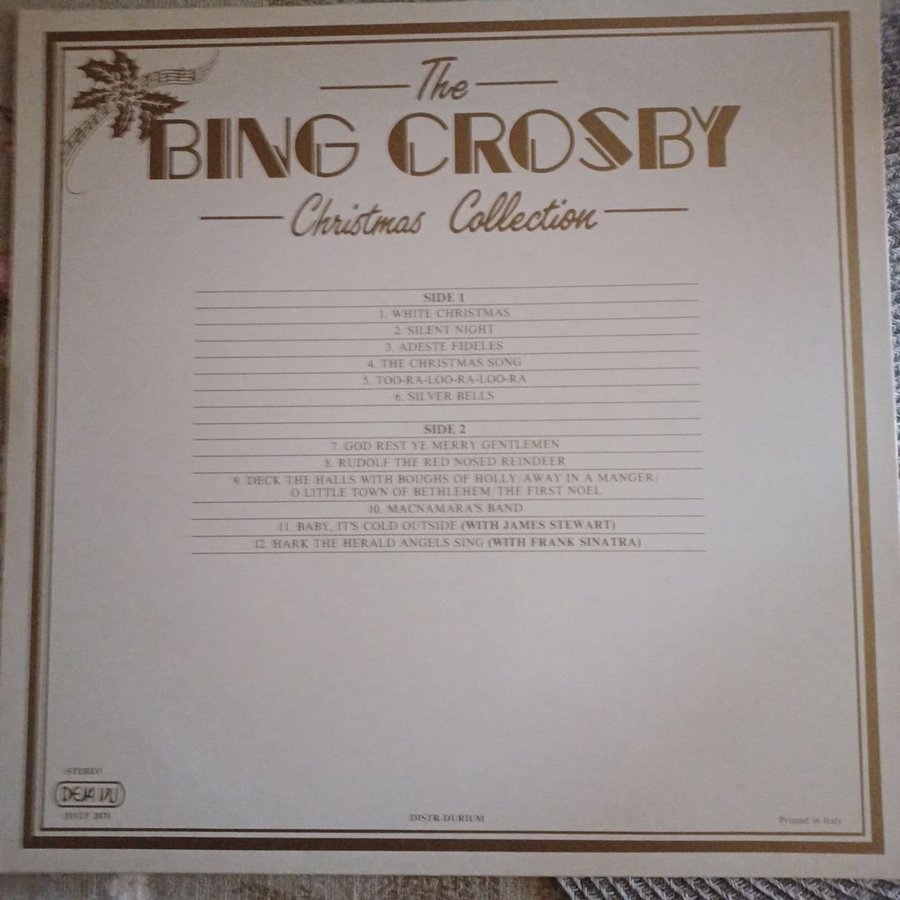 The
BING CROSBY
Christmas Collection
SIDE 1
1. WHITE CHRISTMAS
2. SILENT NIGHT
3. ADESTE FIDELES
4. THE CHRISTMAS SONG
5. TOO-RA-LOO-RA-LOO-RA
6. SILVER BELLS
SIDE 2
7. GOD REST YE MERRY GENTLEMEN
8. RUDOLF THE RED NOSED REINDEER
9. DECK THE HALLS WITH BOUGHS OF HOLLY/AWAY IN A MANGER/
O LITTLE TOWN OF BETHLEHEM/THE FIRST NOEL
10. MACNAMARA'S BAND
11. BABY, IT'S COLD OUTSIDE (WITH JAMES STEWART)
12. HARK THE HERALD ANGELS SING (WITH FRANK SINATRA)
STEREO
DEJA VU
DVLP 2071
DISTR. DURIUM
Printed in Italy